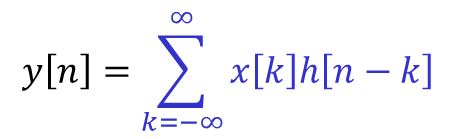 y[n] = ∑_{k=−∞}^{∞} x[k]h[n − k]